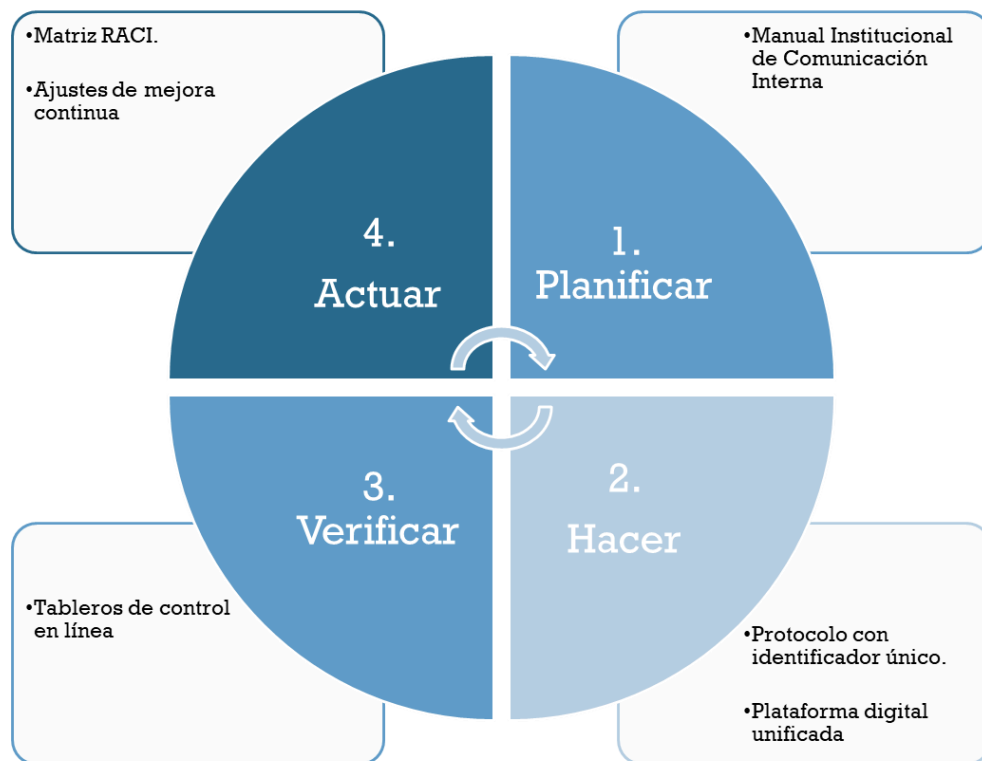 •Matriz RACI.
•Ajustes de mejora
continua
•Manual Institucional
de Comunicación
Interna
4.
Actuar
1.
Planificar
3.
Verificar
2.
Hacer
•Tableros de control
en línea
•Protocolo con
identificador único.
•Plataforma digital
unificada